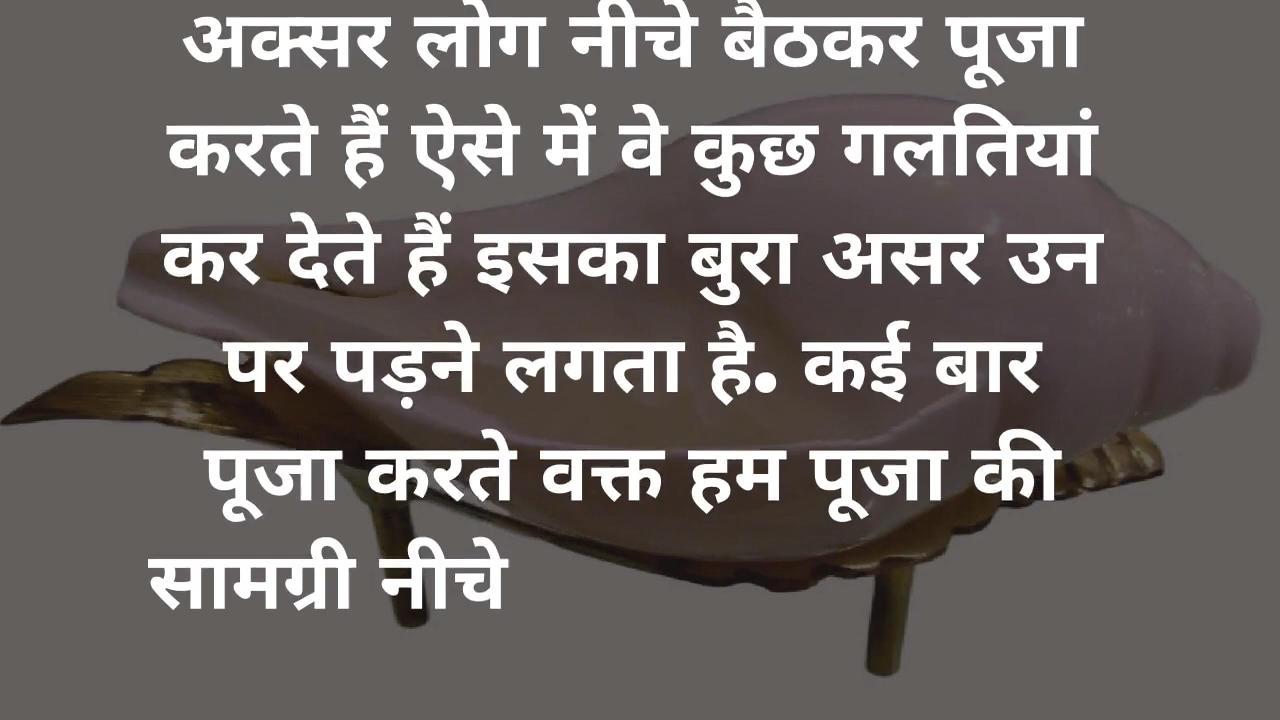 अक्सर लोग नीचे बैठकर पूजा
करते हैं ऐसे में वे कुछ गलतियां
कर देते हैं इसका बुरा असर उन
पर पड़ने लगता है. कई बार
पूजा करते वक्त हम पूजा की
सामग्री नीचे